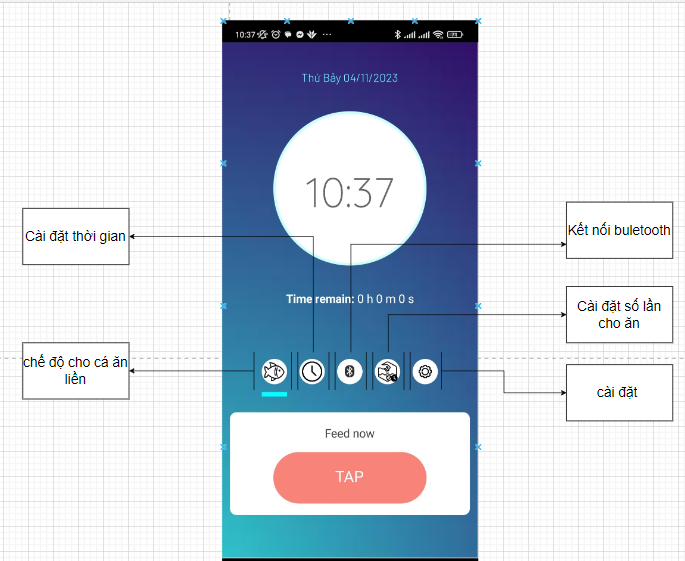 10:37
Thứ Bảy 04/11/2023
10:37
Cài đặt thời gian
Kết nối buletooth
Time remain: 0 h 0 m 0 s
Cài đặt số lần
cho ăn
chế độ cho cá ăn
liền
cài đặt
Feed now
TAP